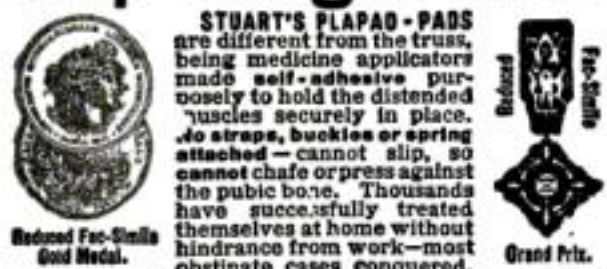 STUART'S PLAPAO-PADS
are different from the truss,
being medicine applicators
made self-adhesive pur-
posely to hold the distended
muscles securely in place.
No straps, buckles or spring
attached—cannot slip, so
cannot chafe or press against
the pubic bone. Thousands
have successfully treated
themselves at home without
hindrance from work—most
obstinate cases conquered.
Reduced Fac-Simile
Gold Medal.
Reduced
Fac-Simile
Grand Prix.